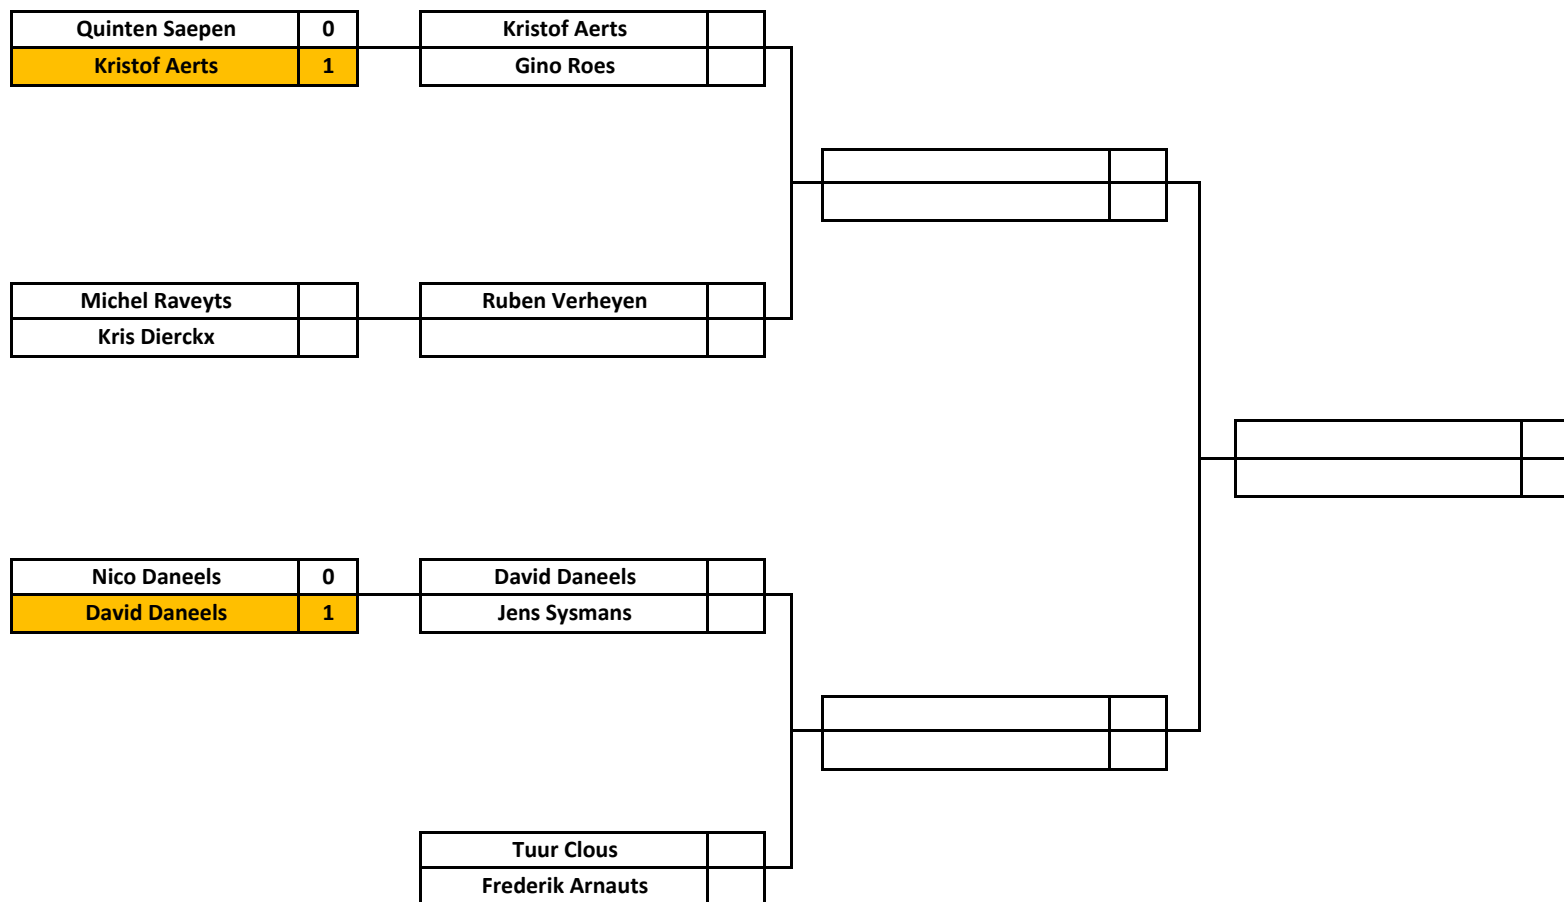 Quinten Saepen 0
Kristof Aerts 1
Kristof Aerts
Gino Roes
Michel Raveyts
Kris Dierckx
Ruben Verheyen
Nico Daneels 0
David Daneels 1
David Daneels
Jens Sysmans
Tuur Clous
Frederik Arnauts